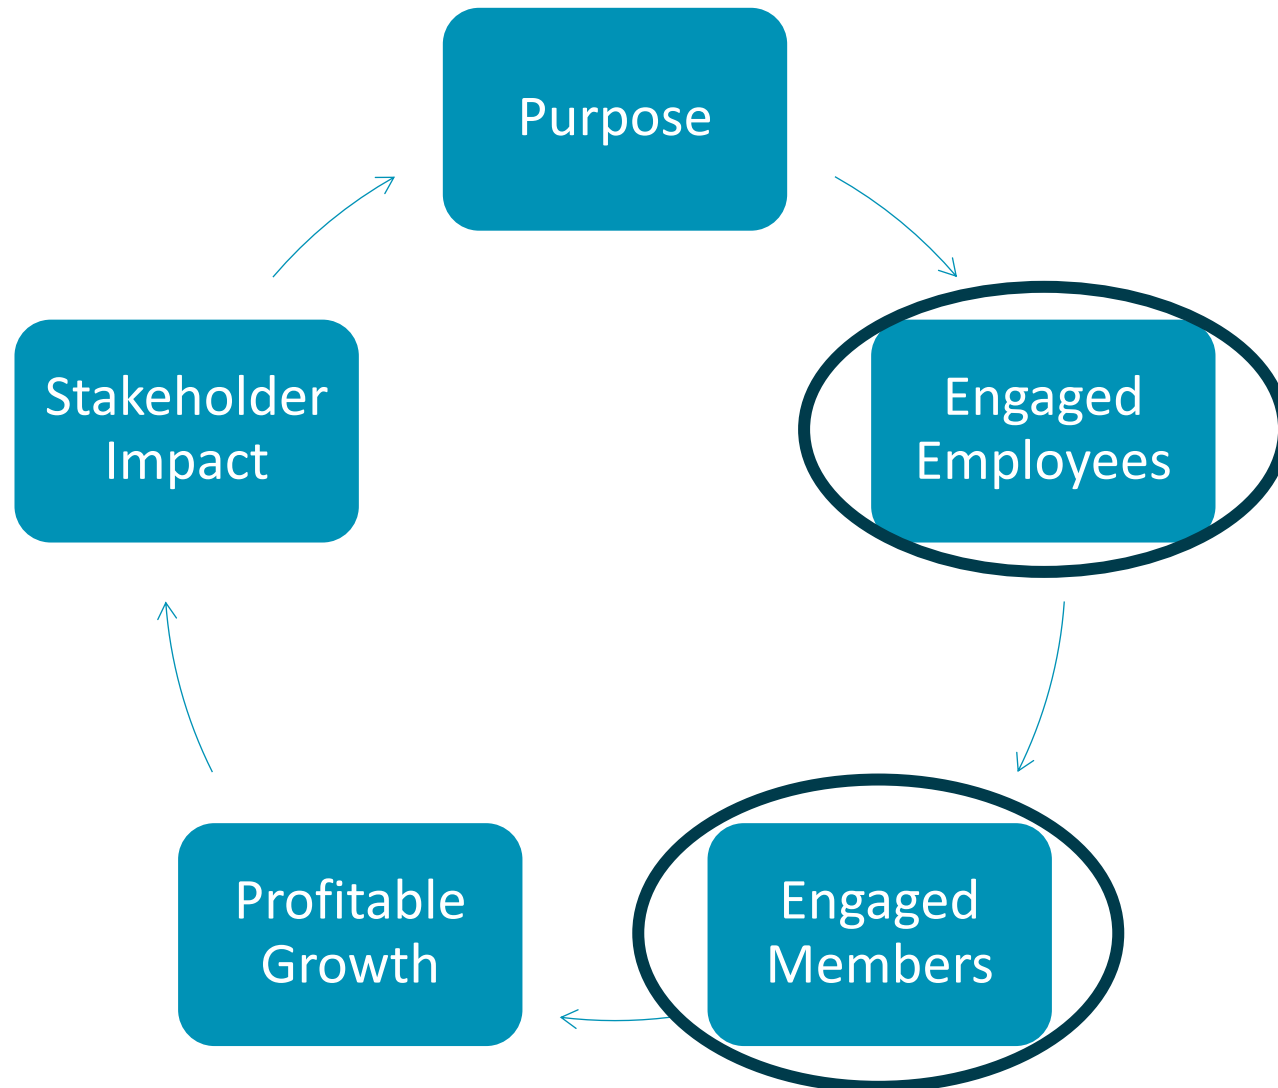 Purpose
Engaged
Employees
Engaged
Members
Profitable
Growth
Stakeholder
Impact